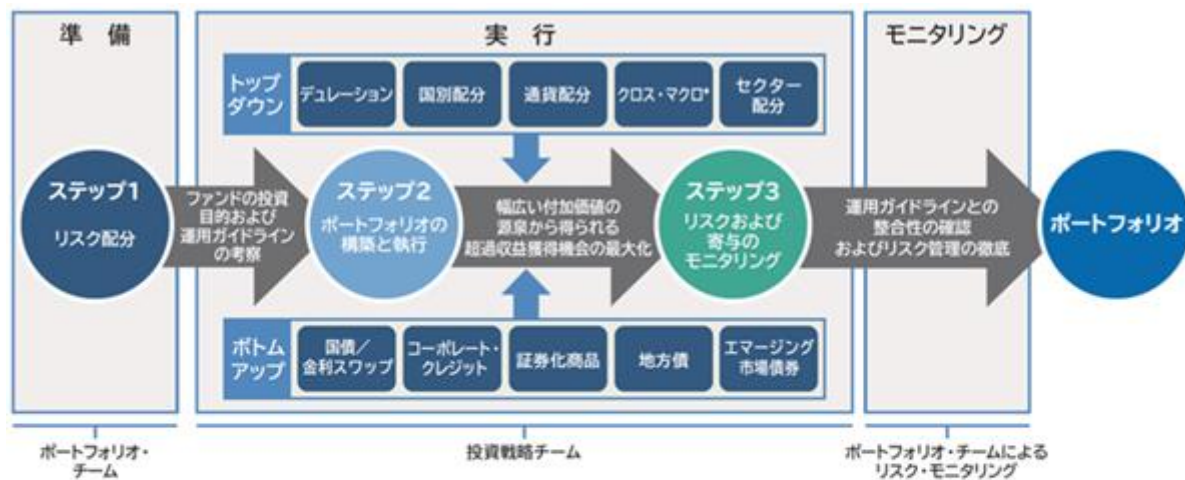 準 備
実 行
モニタリング
トップ
ダウン
デュレーション
国別配分
通貨配分
クロス・マクロ*
セクター
配分
ステップ1
リスク配分
ファンドの投資
目的および
運用ガイドライン
の考察
ステップ2
ポートフォリオの
構築と執行
幅広い付加価値の
源泉から得られる
超過収益獲得機会の最大化
ステップ3
リスクおよび
寄与の
モニタリング
運用ガイドラインとの
整合性の確認
およびリスク管理の徹底
ポートフォリオ
ボトム
アップ
国債/
金利スワップ
コーポレート・
クレジット
証券化商品
地方債
エマージング
市場債券
ポートフォリオ・
チーム
投資戦略チーム
ポートフォリオ・チームによる
リスク・モニタリング